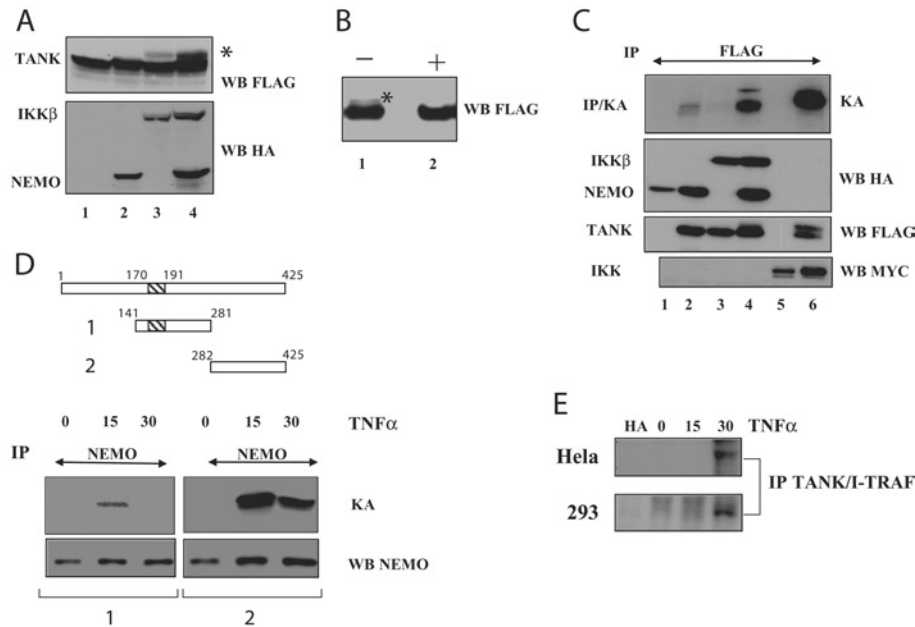 A
TANK
*
WB FLAG
IKKβ
WB HA
NEMO
1 2 3 4
B
− +
*
WB FLAG
1 2
C
IP FLAG
IP/KA KA
IKKβ
WB HA
NEMO
TANK WB FLAG
IKK WB MYC
1 2 3 4 5 6
D
1 170 191 425
141 281
1
282 425
2
0 15 30 0 15 30 TNFα
IP NEMO NEMO
KA
WB NEMO
1 2
E
HA 0 15 30 TNFα
Hela
IP TANK/I-TRAF
293